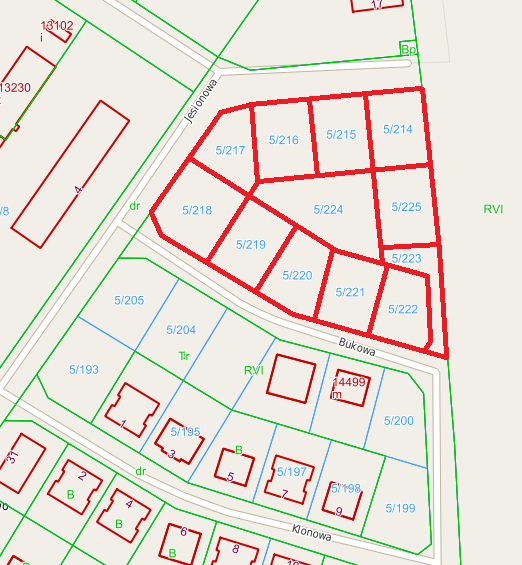 17
13102
i
Bp
13230
Jesionowa
5/214
5/215
5/216
5/217
4
5/218
dr
5/224
5/225
RVI
/8
5/219
5/223
5/220
5/221
5/222
5/205
5/204
Bukowa
Tr
5/193
RVI
14499
m
1
5/195
3
B
5
5/197
7
5/198
9
5/200
5/199
31
dr
2
B
4
B
6
B
8
Klonowa